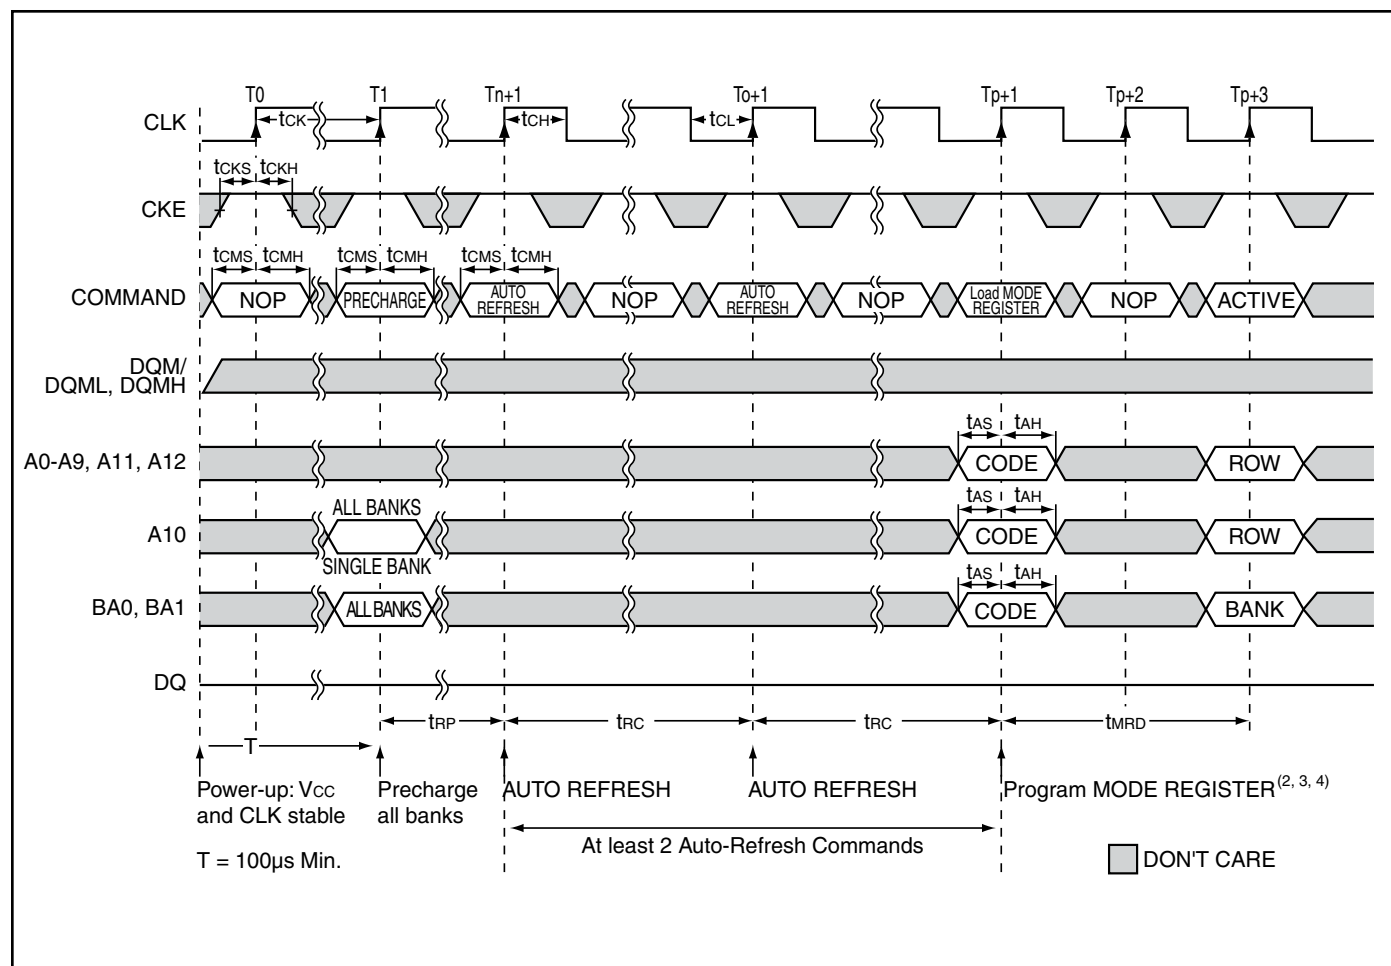 T0 T1 Tn+1 To+1 Tp+1 Tp+2 Tp+3
CLK tCK tCH tCL
tCKS tCKH
CKE
tCMS tCMH tCMS tCMH tCMS tCMH
COMMAND NOP PRECHARGE AUTO REFRESH NOP AUTO REFRESH NOP Load MODE REGISTER NOP ACTIVE
DQM/
DQML, DQMH
tAS tAH
A0-A9, A11, A12 CODE ROW
ALL BANKS tAS tAH
A10 CODE ROW
SINGLE BANK tAS tAH
BA0, BA1 ALL BANKS CODE BANK
DQ
tRP tRC tRC tMRD
T
Power-up: VCC Precharge AUTO REFRESH AUTO REFRESH Program MODE REGISTER(2, 3, 4)
and CLK stable all banks
At least 2 Auto-Refresh Commands
T = 100µs Min. DON'T CARE